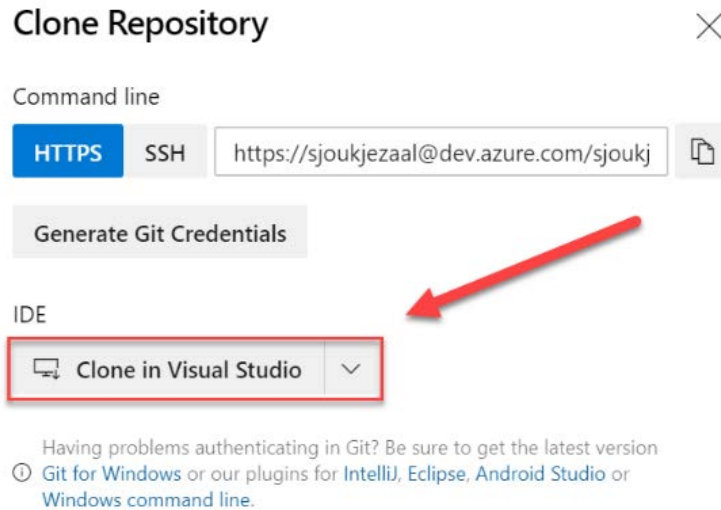 Clone Repository
Command line
HTTPS SSH https://sjoukjezaal@dev.azure.com/sjoukj
Generate Git Credentials
IDE
Clone in Visual Studio
Having problems authenticating in Git? Be sure to get the latest version
Git for Windows or our plugins for IntelliJ, Eclipse, Android Studio or
Windows command line.